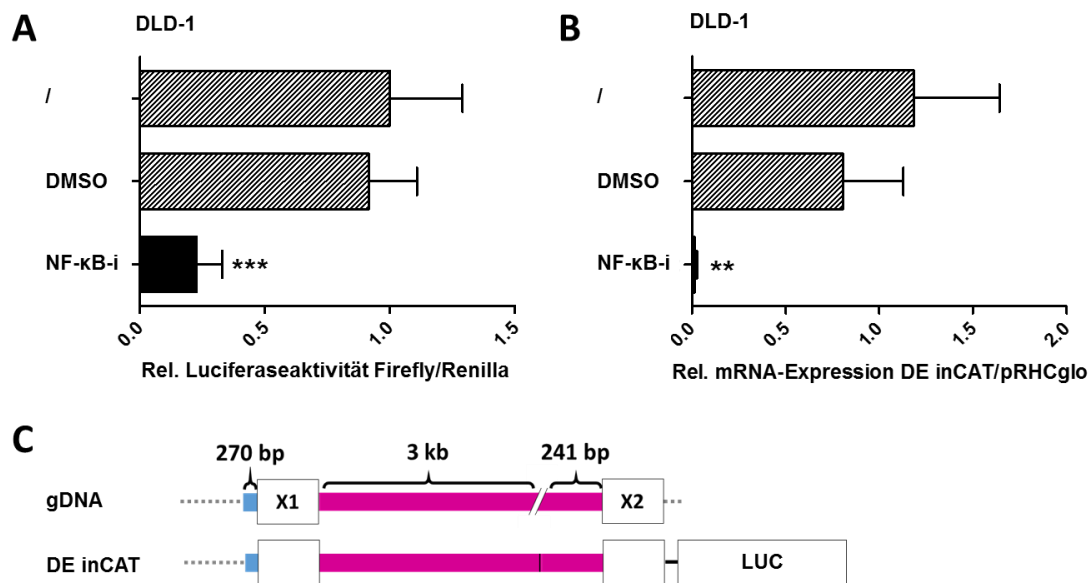 A
DLD-1
/
DMSO
NF-κB-i
***
0.0
0.5
1.0
1.5
Rel. Luciferaseaktivität Firefly/Renilla
B
DLD-1
/
DMSO
NF-κB-i
**
0.0
0.5
1.0
1.5
2.0
Rel. mRNA-Expression DE inCAT/pRHCglo
C
270 bp 3 kb 241 bp
gDNA X1 X2
DE inCAT LUC